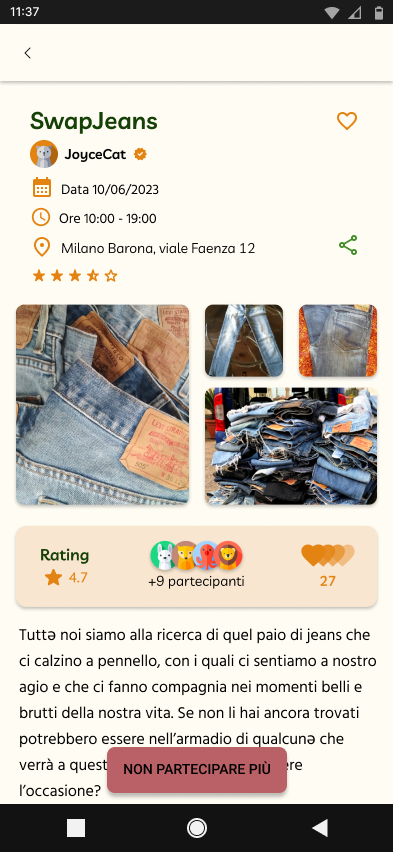 11:37
SwapJeans
JoyceCat
Data 10/06/2023
Ore 10:00 - 19:00
Milano Barona, viale Faenza 12
Rating
4.7
+9 partecipanti
27
Tuttə noi siamo alla ricerca di quel paio di jeans che
ci calzino a pennello, con i quali ci sentiamo a nostro
agio e che ci fanno compagnia nei momenti belli e
brutti della nostra vita. Se non li hai ancora trovati
potrebbero essere nell'armadio di qualcunə che
verrà a quest
NON PARTECIPARE PIÙ
ere
l'occasione?